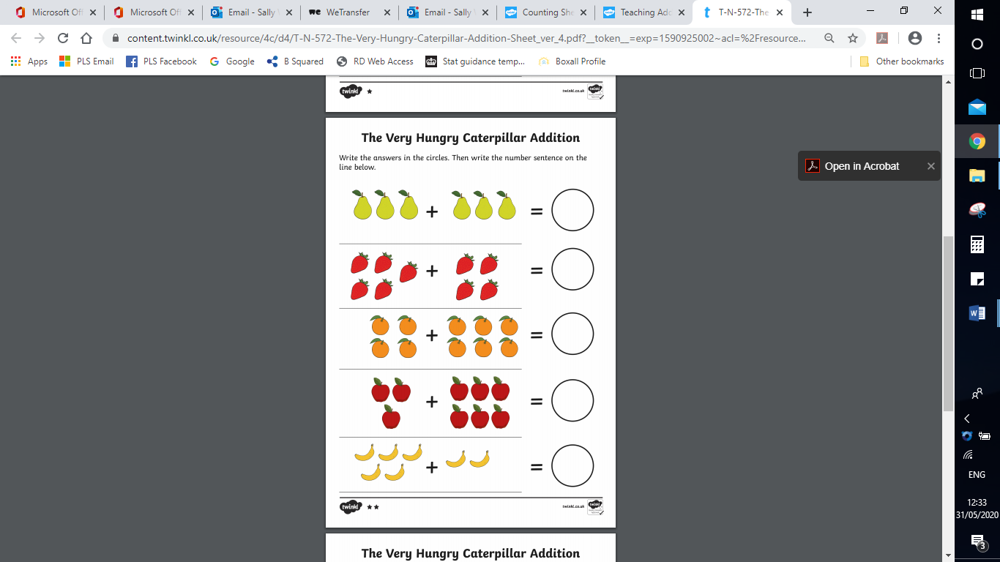 Microsoft Off
Microsoft Off
Email - Sally
WeTransfer
Email - Sally
Counting She
Teaching Add
T-N-572-The
content.twinkl.co.uk/resource/4c/d4/T-N-572-The-Very-Hungry-Caterpillar-Addition-Sheet_ver_4.pdf?__token__=exp=1590925002~acl=%2Fresource...
Apps
PLS Email
PLS Facebook
Google
B Squared
RD Web Access
Stat guidance temp...
Boxall Profile
Other bookmarks
twinkl
twinkl.co.uk
twinkl
The Very Hungry Caterpillar Addition
Write the answers in the circles. Then write the number sentence on the
line below.
+ =
+ =
+ =
+ =
+ =
twinkl
twinkl.co.uk
twinkl
The Very Hungry Caterpillar Addition
Open in Acrobat
ENG
12:33
31/05/2020
3